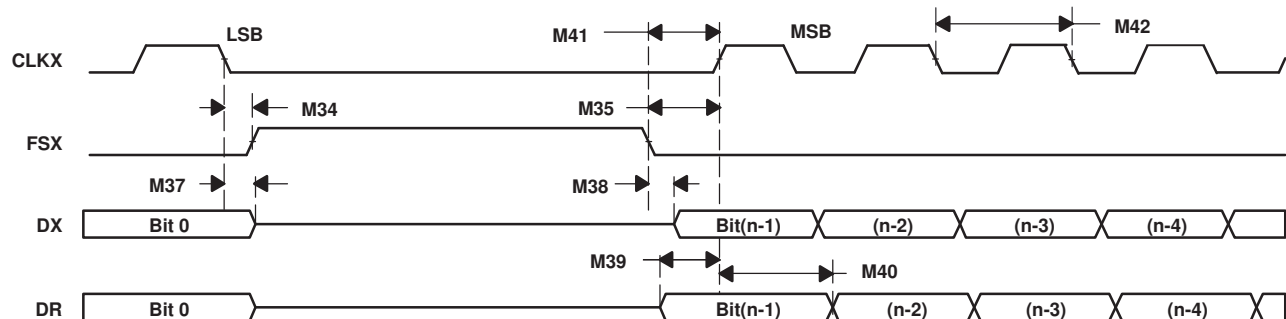 LSB
M41
MSB
M42
CLKX
M34
M35
FSX
M37
M38
DX
Bit 0
Bit(n-1)
(n-2)
(n-3)
(n-4)
M39
M40
DR
Bit 0
Bit(n-1)
(n-2)
(n-3)
(n-4)